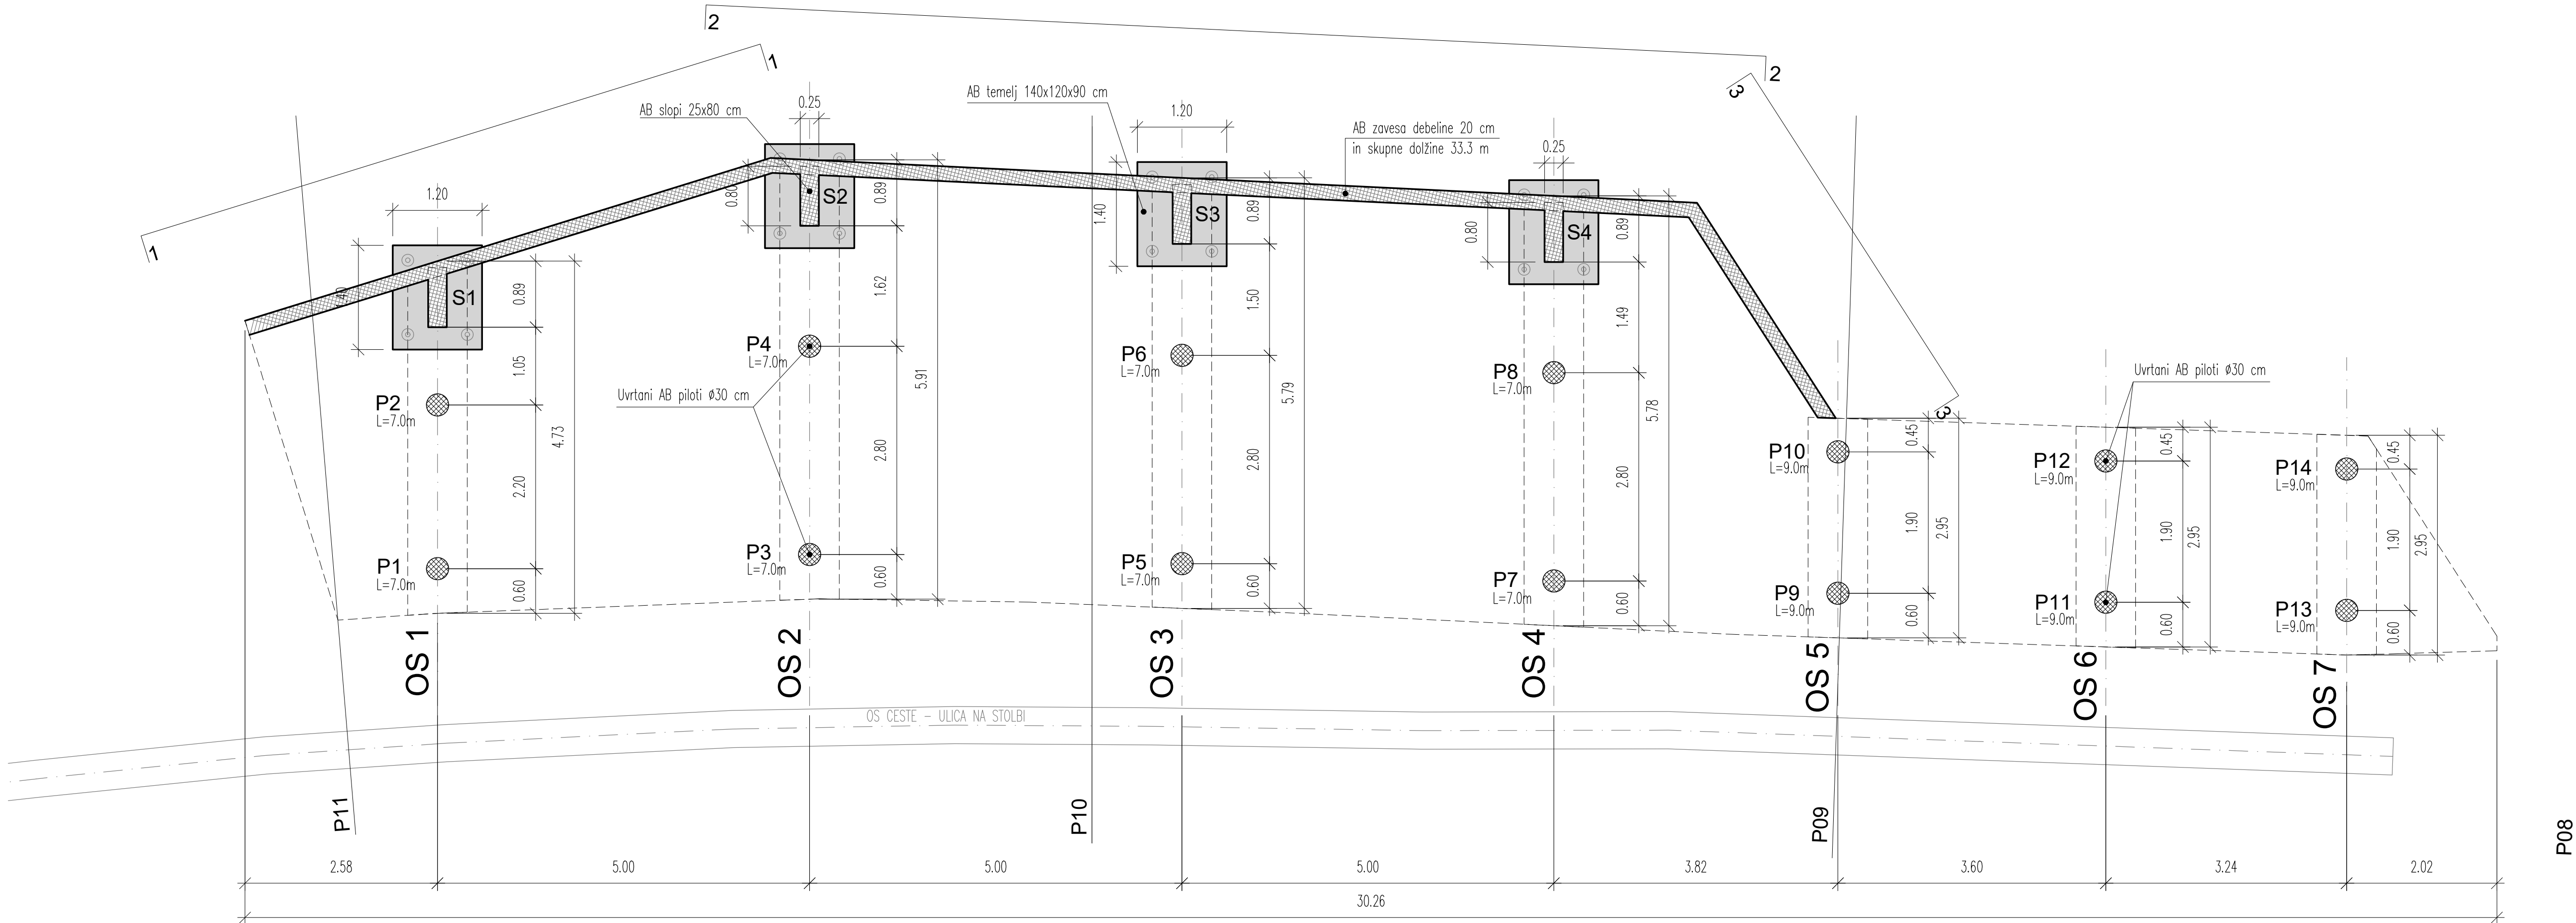 2
2
1
1
3
3
AB slopi 25x80 cm
0.25
AB temelj 140x120x90 cm
1.20
AB zavesa debeline 20 cm
in skupne dolžine 33.3 m
0.25
1.20
0.80
S2
0.89
1.40
S3
0.89
0.80
S4
0.89
.40
S1
0.89
1.62
1.50
1.49
P2
L=7.0m
1.05
4.73
2.20
P1
L=7.0m
0.60
P4
L=7.0m
Uvrtani AB piloti ø30 cm
5.91
2.80
P3
L=7.0m
0.60
P6
L=7.0m
5.79
2.80
P5
L=7.0m
0.60
P8
L=7.0m
5.78
2.80
P7
L=7.0m
0.60
P10
L=9.0m
0.45
1.90
2.95
P9
L=9.0m
0.60
Uvrtani AB piloti ø30 cm
P12
L=9.0m
0.45
1.90
2.95
P11
L=9.0m
0.60
P14
L=9.0m
0.45
1.90
2.95
P13
L=9.0m
0.60
OS 1
OS 2
OS 3
OS 4
OS 5
OS 6
OS 7
OS CESTE - ULICA NA STOLBI
P11
P10
P09
P08
2.58
5.00
5.00
5.00
3.82
3.60
3.24
2.02
30.26